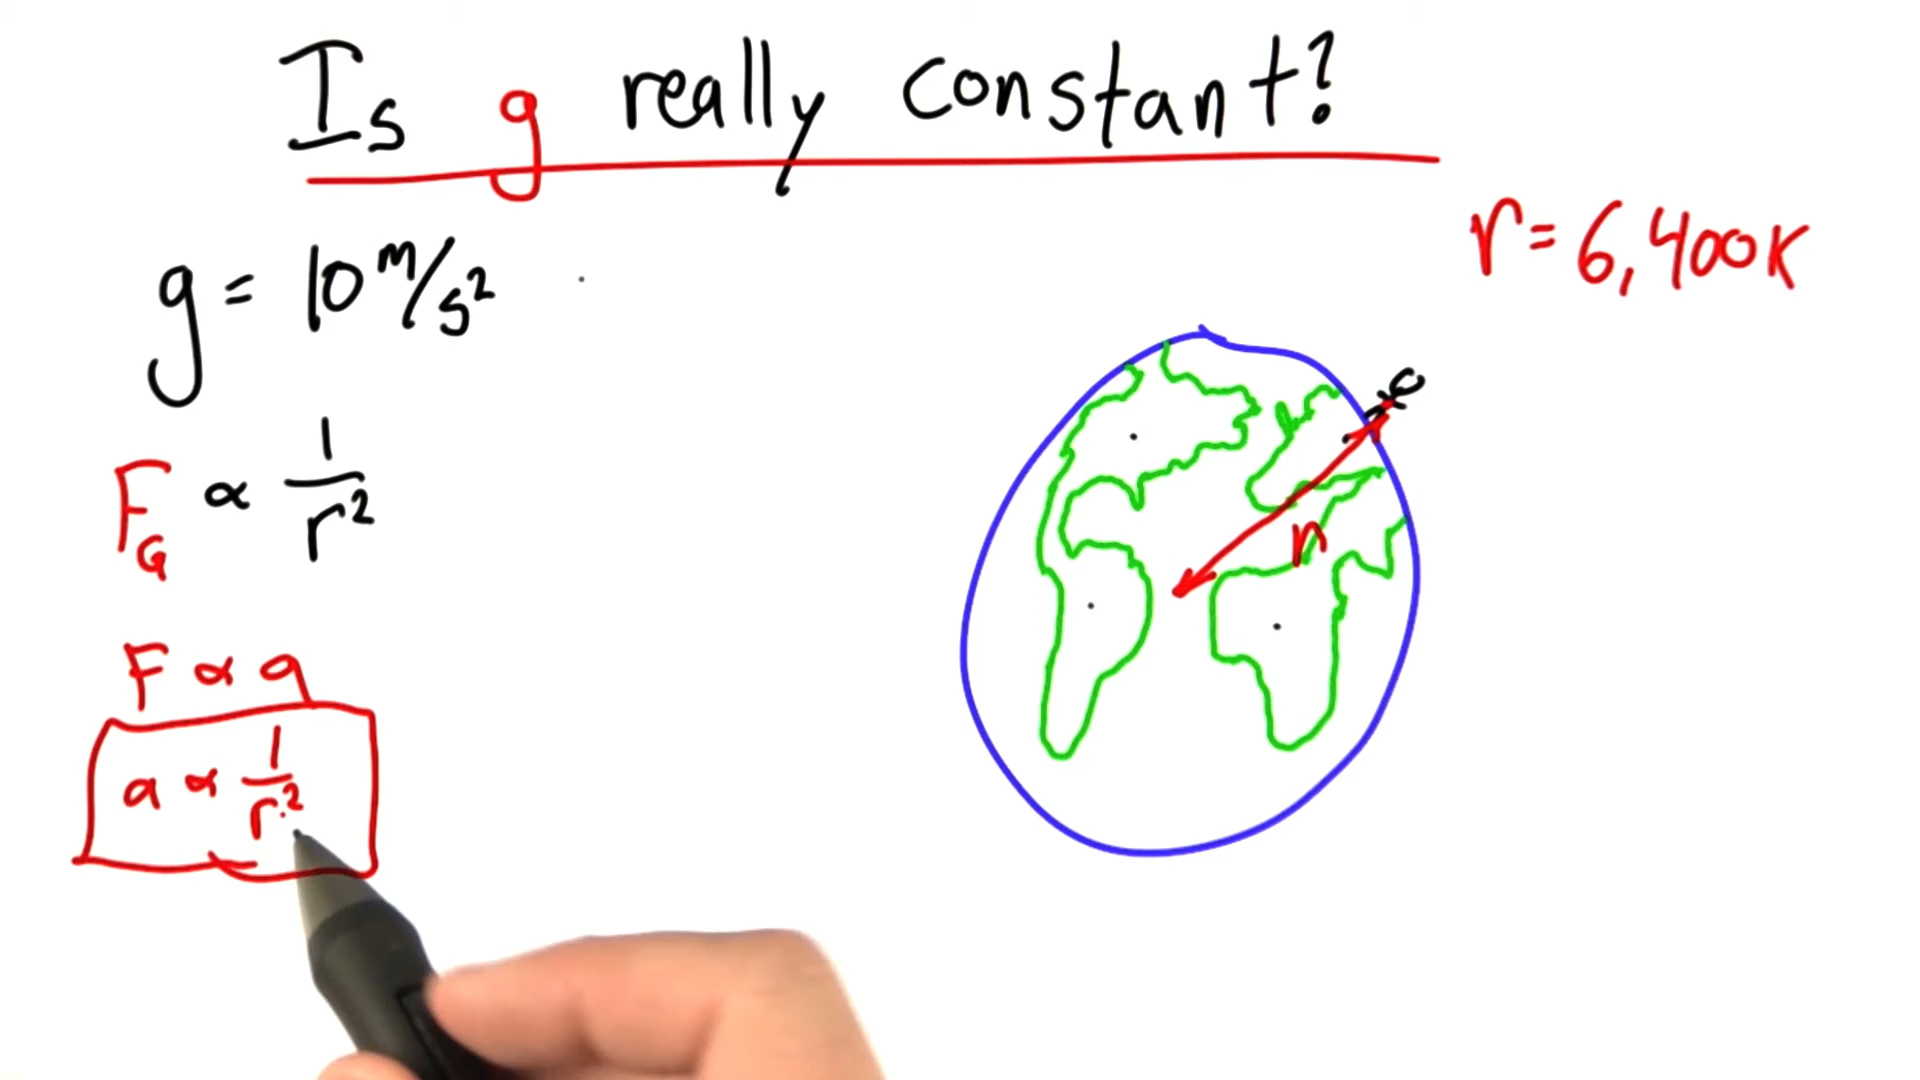 Is g really constant?
r = 6,400K
g = 10 m/s²
F_G ∝ 1/r²
r
F ∝ a
a ∝ 1/r²